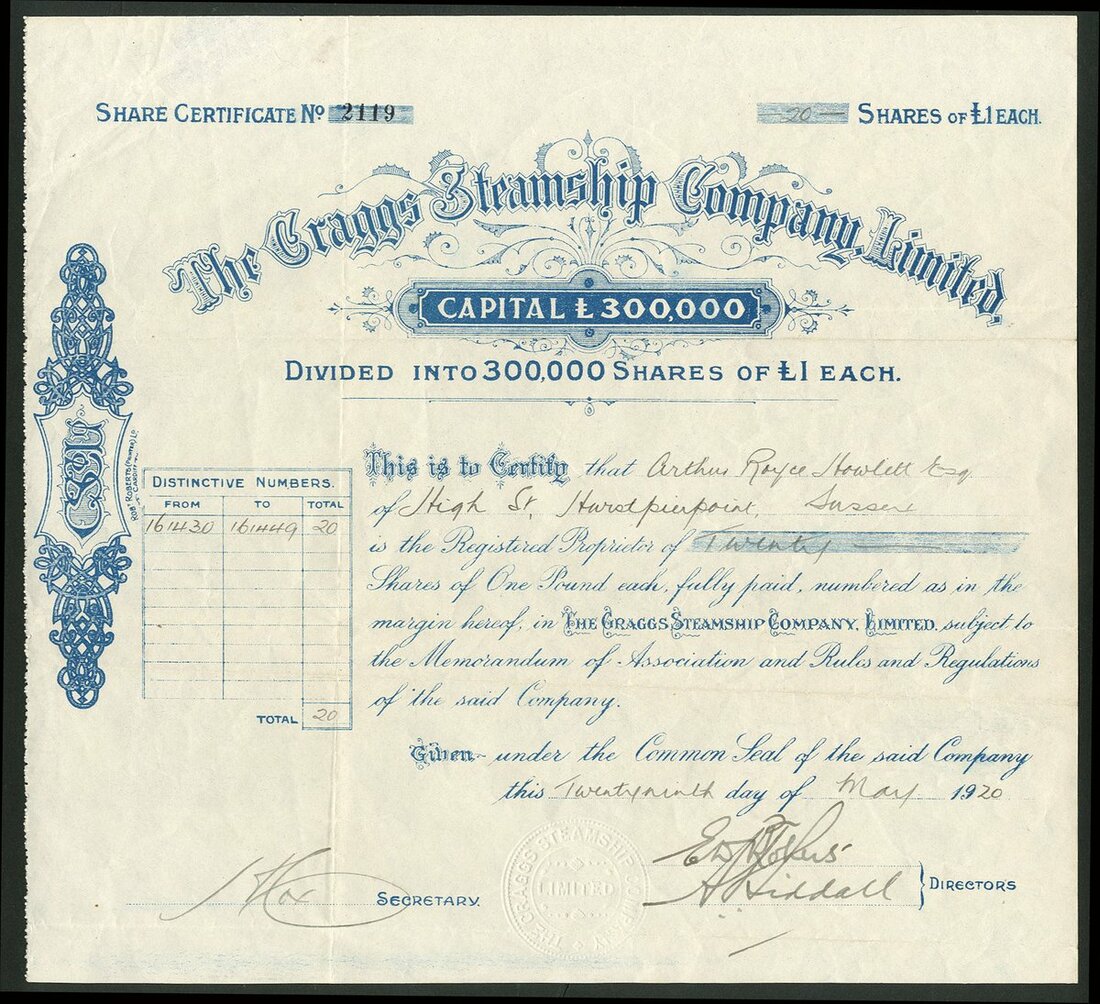 SHARE CERTIFICATE No 2119
20 — SHARES OF £1 EACH.
The Craggs Steamship Company, Limited,
CAPITAL £300,000
DIVIDED INTO 300,000 SHARES OF £1 EACH.
ROBT ROBERTS (PRINTER) LD CARDIFF
DISTINCTIVE NUMBERS.
FROM TO TOTAL
161430 161449 20
TOTAL 20
This is to Certify that Arthur Royce Howlett Esq
of High St, Hurstpierpoint, Sussex
is the Registered Proprietor of Twenty
Shares of One Pound each, fully paid, numbered as in the
margin hereof, in THE CRAGGS STEAMSHIP COMPANY, LIMITED, subject to
the Memorandum of Association and Rules and Regulations
of the said Company.
Given under the Common Seal of the said Company
this Twentyninth day of May 1920
THE CRAGGS STEAMSHIP COMPANY
LIMITED
SECRETARY.
DIRECTORS